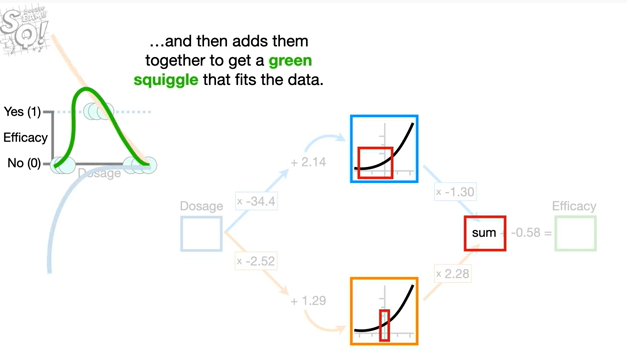 StatQuest!
...and then adds them
together to get a green
squiggle that fits the data.
Yes (1)
Efficacy
No (0)
Dosage
+ 2.14
x -34.4
x -1.30
Dosage
Efficacy
sum
-0.58 =
x -2.52
x 2.28
+ 1.29